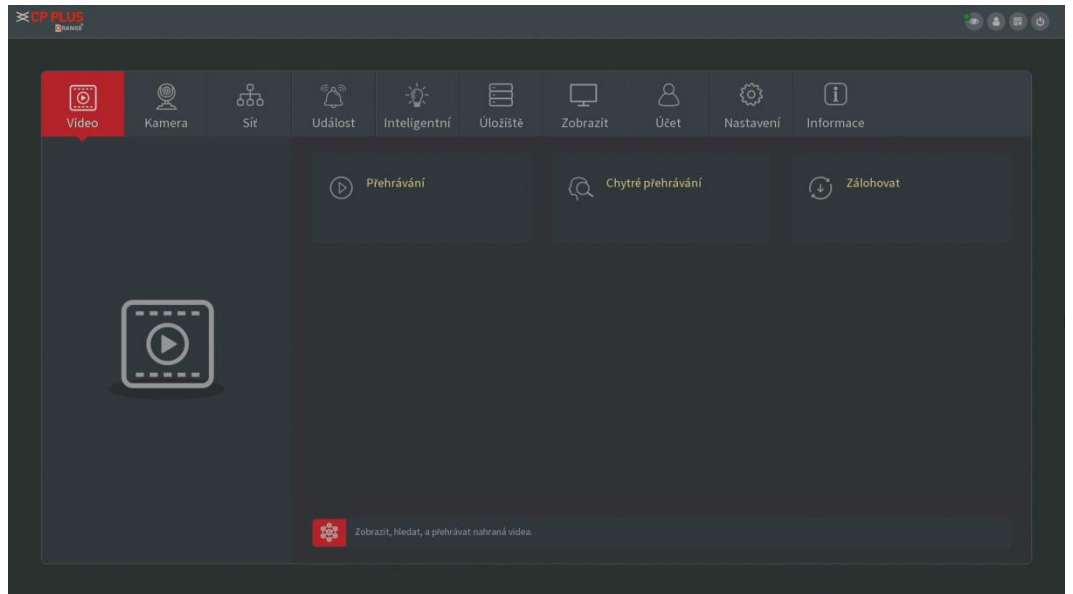 CP PLUS
ORANGE
Video
Kamera
Síť
Událost
Inteligentní
Úložiště
Zobrazit
Účet
Nastavení
Informace
Přehrávání
Chytré přehrávání
Zálohovat
Zobrazit, hledat, a přehrávat nahraná videa.